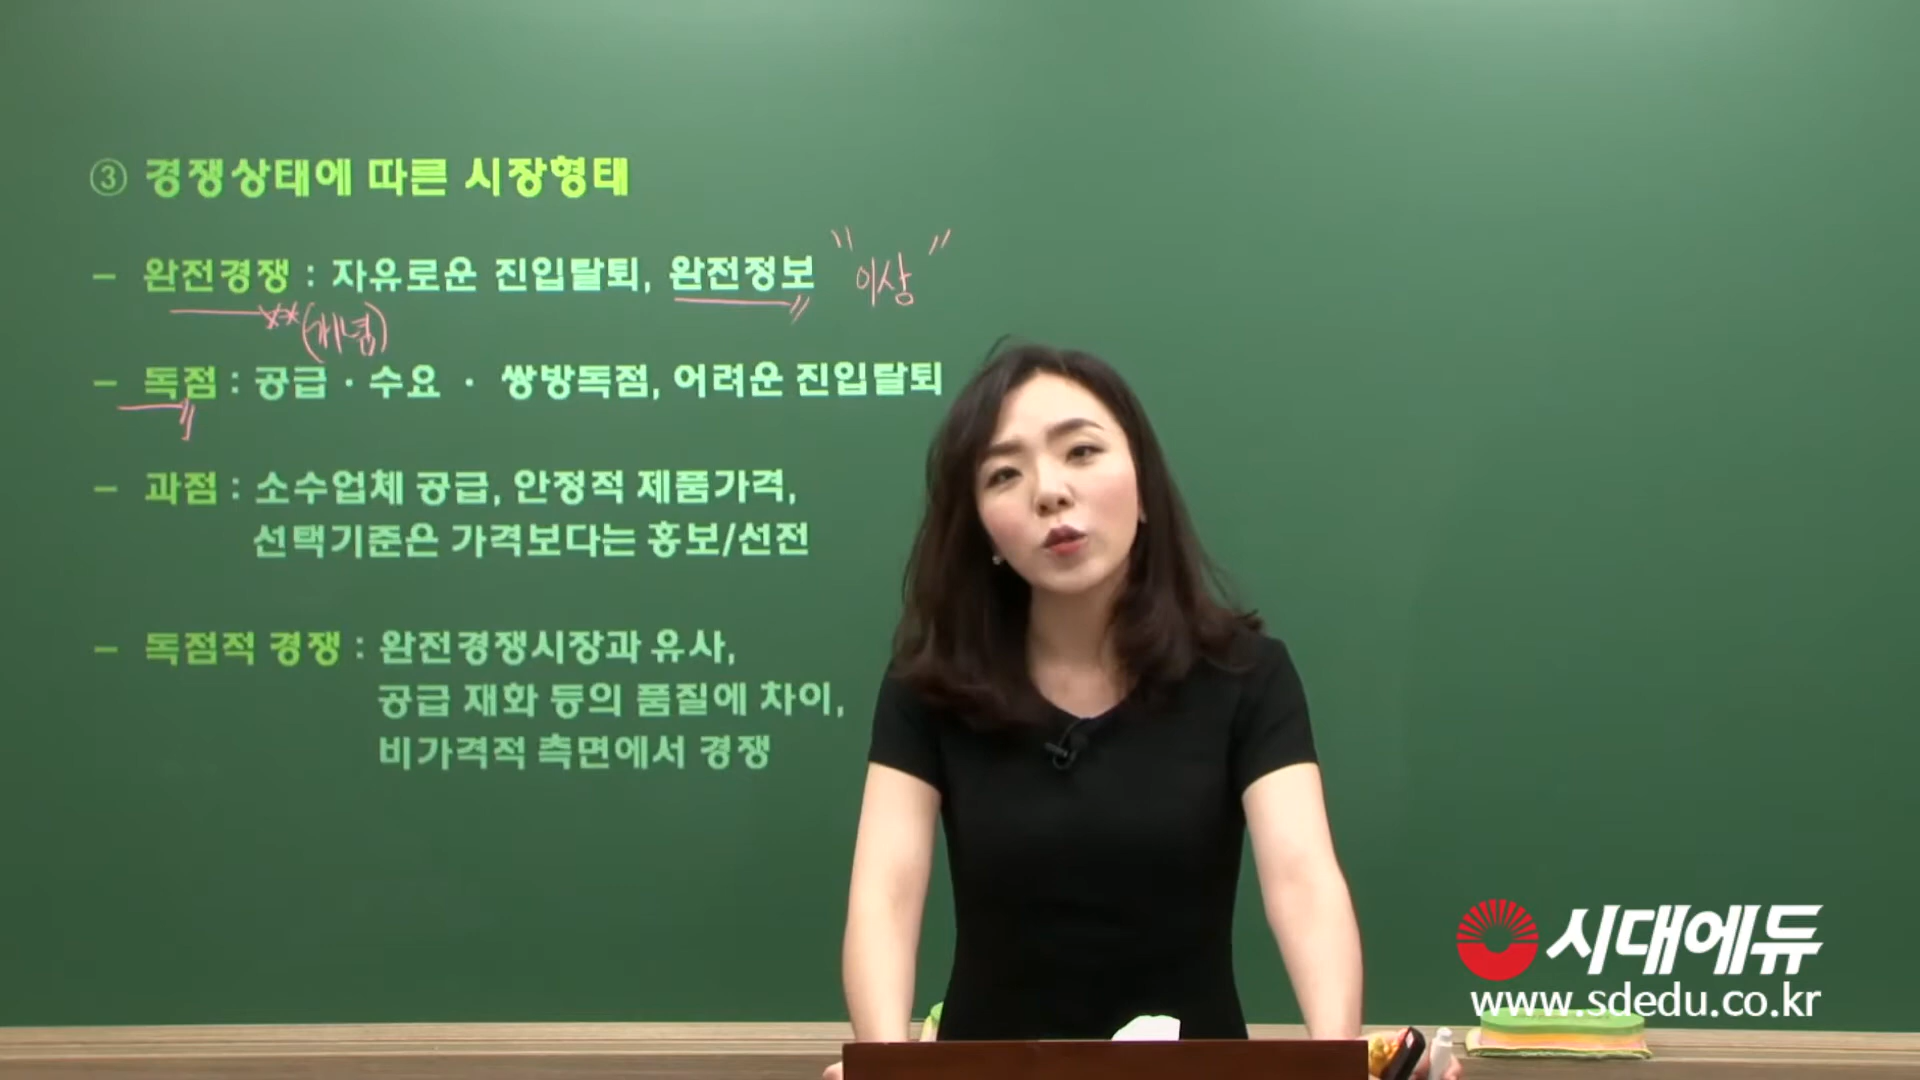 ③ 경쟁상태에 따른 시장형태
- 완전경쟁 : 자유로운 진입탈퇴, 완전정보 "이상"
(개념)
- 독점 : 공급 · 수요 · 쌍방독점, 어려운 진입탈퇴
- 과점 : 소수업체 공급, 안정적 제품가격,
선택기준은 가격보다는 홍보/선전
- 독점적 경쟁 : 완전경쟁시장과 유사,
공급 재화 등의 품질에 차이,
비가격적 측면에서 경쟁
시대에듀
www.sdedu.co.kr